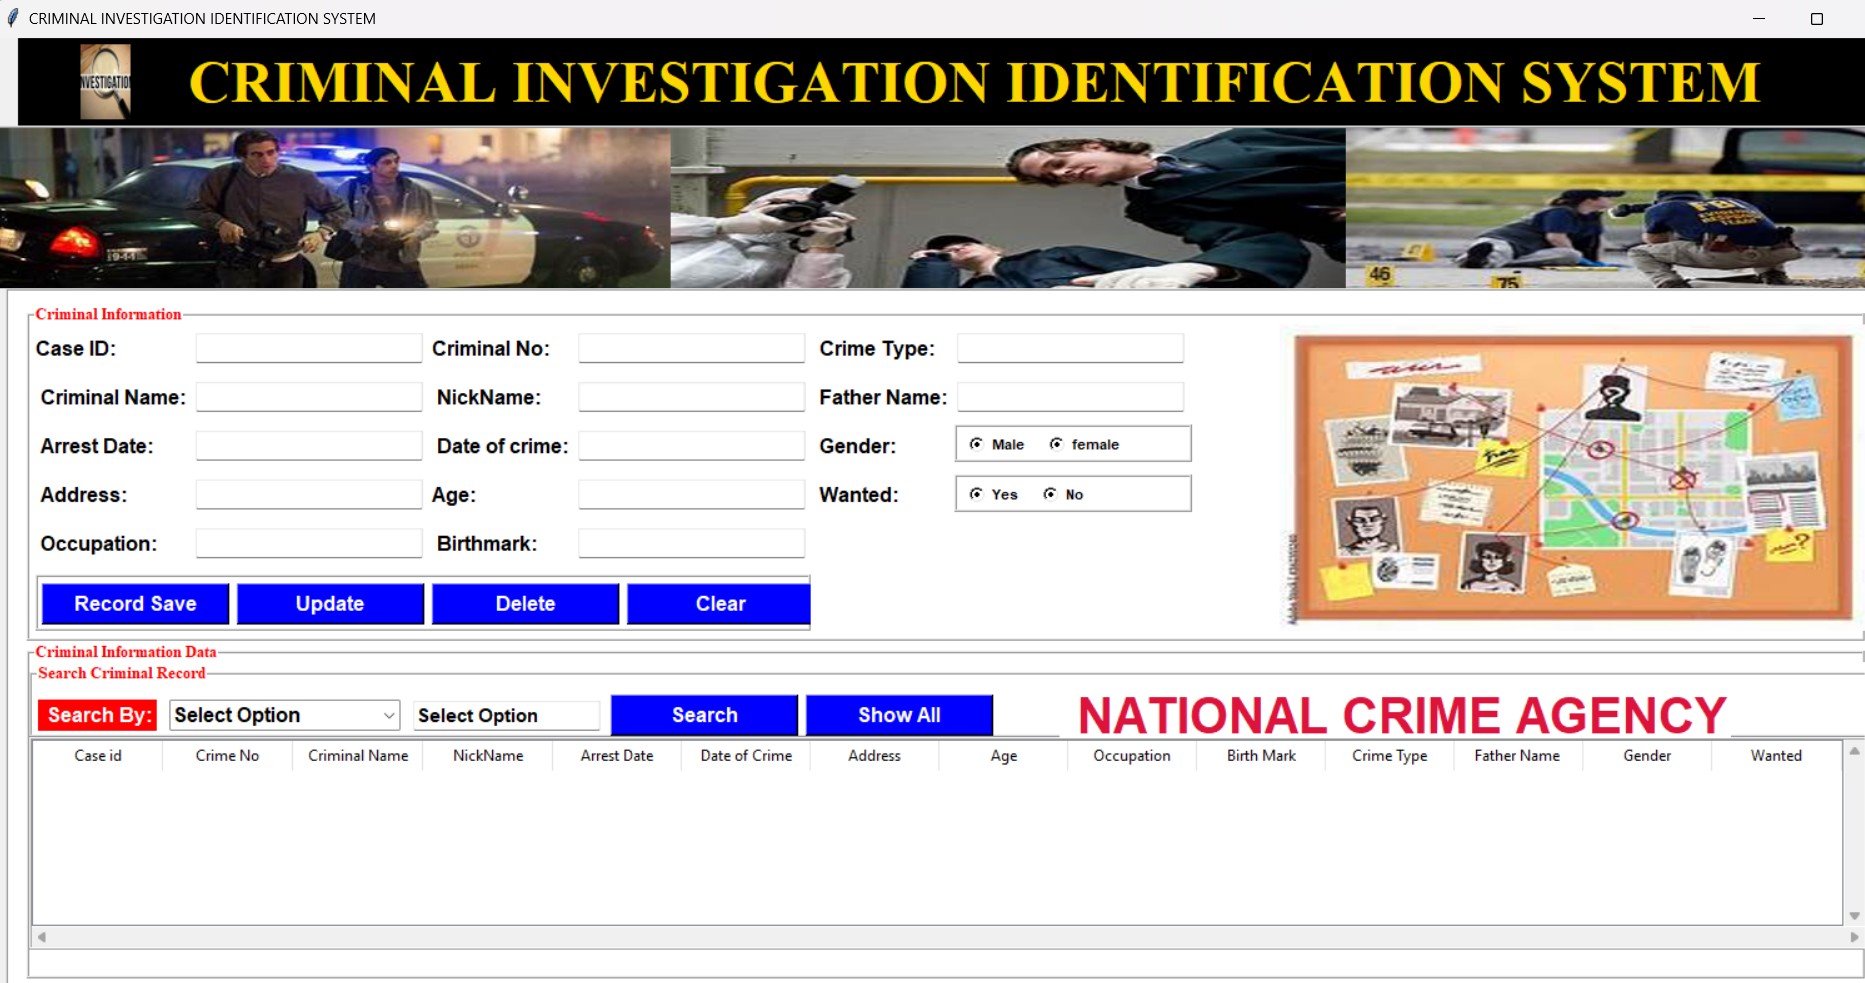 CRIMINAL INVESTIGATION IDENTIFICATION SYSTEM
CRIMINAL INVESTIGATION IDENTIFICATION SYSTEM
Criminal Information
Case ID: Criminal No: Crime Type:
Criminal Name: NickName: Father Name:
Arrest Date: Date of crime: Gender: Male female
Address: Age: Wanted: Yes No
Occupation: Birthmark:
Record Save Update Delete Clear
Criminal Information Data
Search Criminal Record
Search By: Select Option Select Option Search Show All NATIONAL CRIME AGENCY
Case id Crime No Criminal Name NickName Arrest Date Date of Crime Address Age Occupation Birth Mark Crime Type Father Name Gender Wanted
46
75
FBI